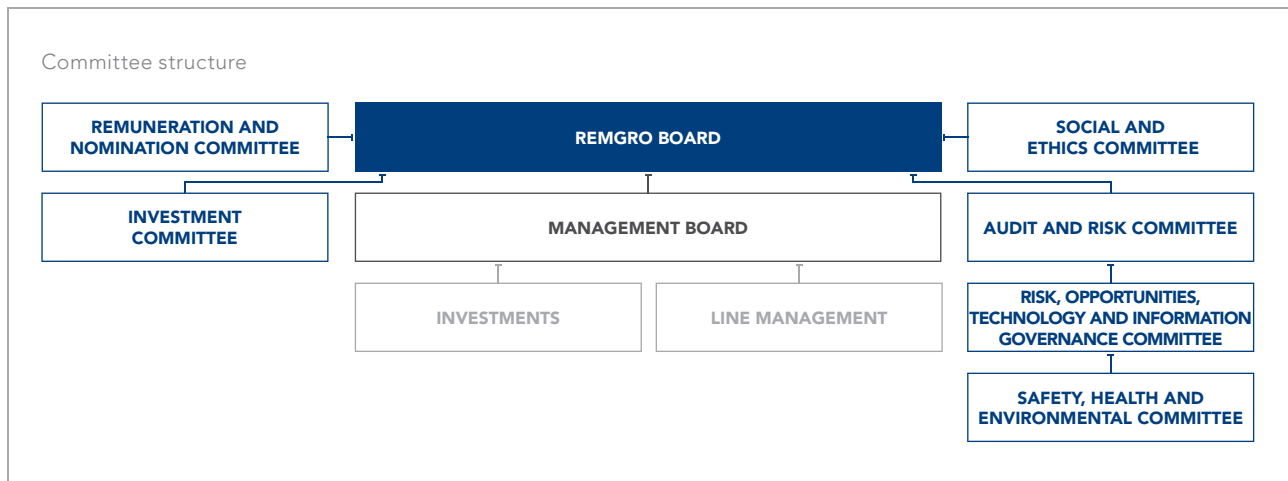 Committee structure
REMUNERATION AND
NOMINATION COMMITTEE
REMGRO BOARD
SOCIAL AND
ETHICS COMMITTEE
INVESTMENT
COMMITTEE
MANAGEMENT BOARD
AUDIT AND RISK COMMITTEE
INVESTMENTS
LINE MANAGEMENT
RISK, OPPORTUNITIES,
TECHNOLOGY AND INFORMATION
GOVERNANCE COMMITTEE
SAFETY, HEALTH AND
ENVIRONMENTAL COMMITTEE